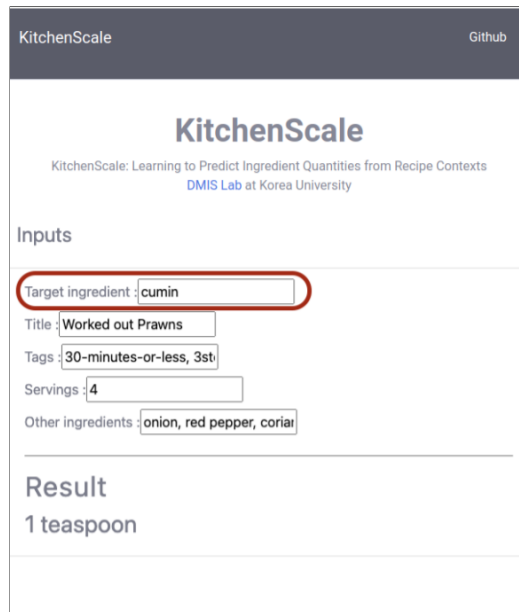 KitchenScale Github
KitchenScale
KitchenScale: Learning to Predict Ingredient Quantities from Recipe Contexts
DMIS Lab at Korea University
Inputs
Target ingredient : cumin
Title : Worked out Prawns
Tags : 30-minutes-or-less,
Servings : 4
Other ingredients : onion, red pepper,
Result
1 teaspoon